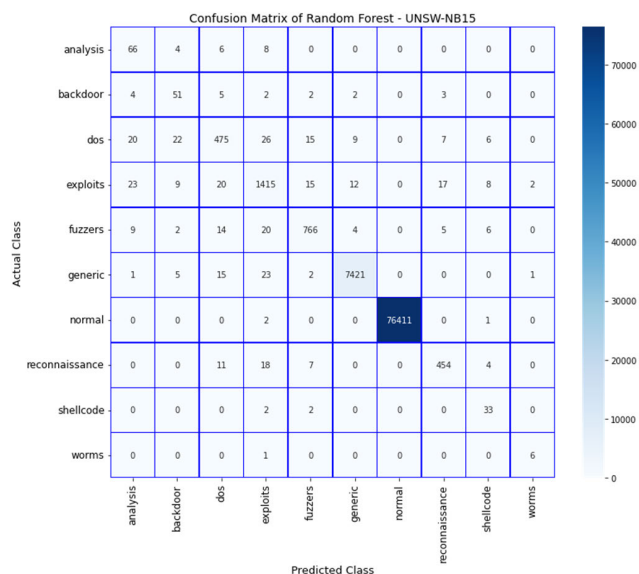 Confusion Matrix of Random Forest - UNSW-NB15
analysis 66 4 6 8 0 0 0 0 0 0
backdoor 4 51 5 2 2 2 0 3 0 0
dos 20 22 475 26 15 9 0 7 6 0
exploits 23 9 20 1415 15 12 0 17 8 2
fuzzers 9 2 14 20 766 4 0 5 6 0
generic 1 5 15 23 2 7421 0 0 0 1
normal 0 0 0 2 0 0 76411 0 1 0
reconnaissance 0 0 11 18 7 0 0 454 4 0
shellcode 0 0 0 2 2 0 0 0 33 0
worms 0 0 0 1 0 0 0 0 0 6
analysis backdoor dos exploits fuzzers generic normal reconnaissance shellcode worms
Predicted Class
Actual Class
70000
60000
50000
40000
30000
20000
10000
0